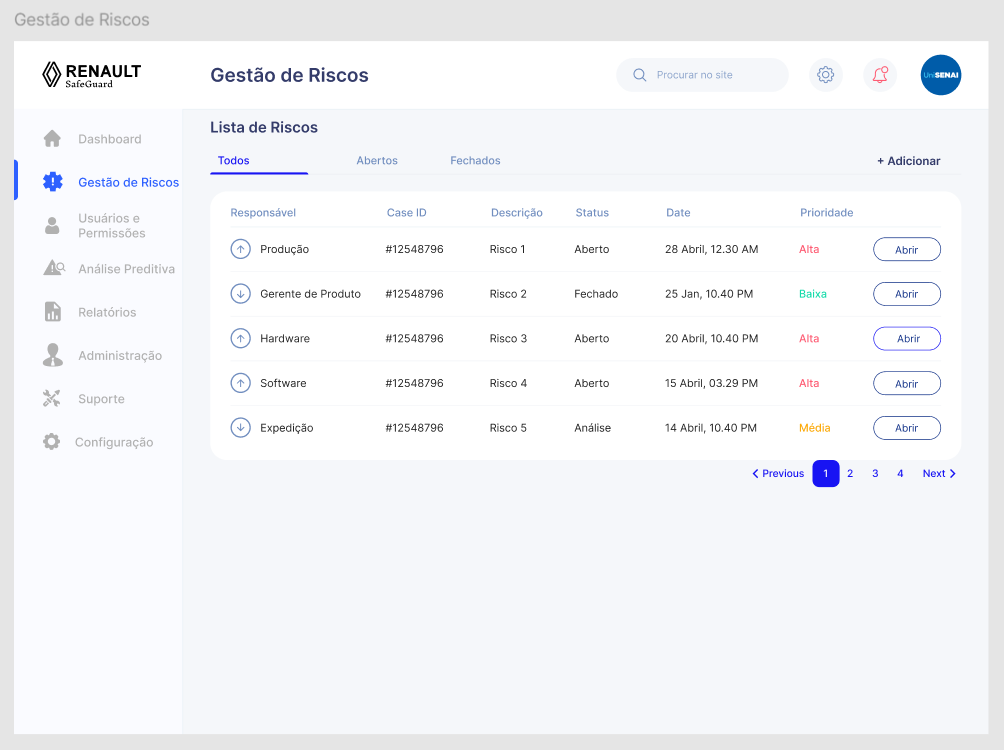 Gestão de Riscos
RENAULT
SafeGuard
Gestão de Riscos
Procurar no site
UniSENAI
Dashboard
Gestão de Riscos
Usuários e
Permissões
Análise Preditiva
Relatórios
Administração
Suporte
Configuração
Lista de Riscos
Todos Abertos Fechados + Adicionar
Responsável Case ID Descrição Status Date Prioridade
Produção #12548796 Risco 1 Aberto 28 Abril, 12.30 AM Alta Abrir
Gerente de Produto #12548796 Risco 2 Fechado 25 Jan, 10.40 PM Baixa Abrir
Hardware #12548796 Risco 3 Aberto 20 Abril, 10.40 PM Alta Abrir
Software #12548796 Risco 4 Aberto 15 Abril, 03.29 PM Alta Abrir
Expedição #12548796 Risco 5 Análise 14 Abril, 10.40 PM Média Abrir
Previous 1 2 3 4 Next